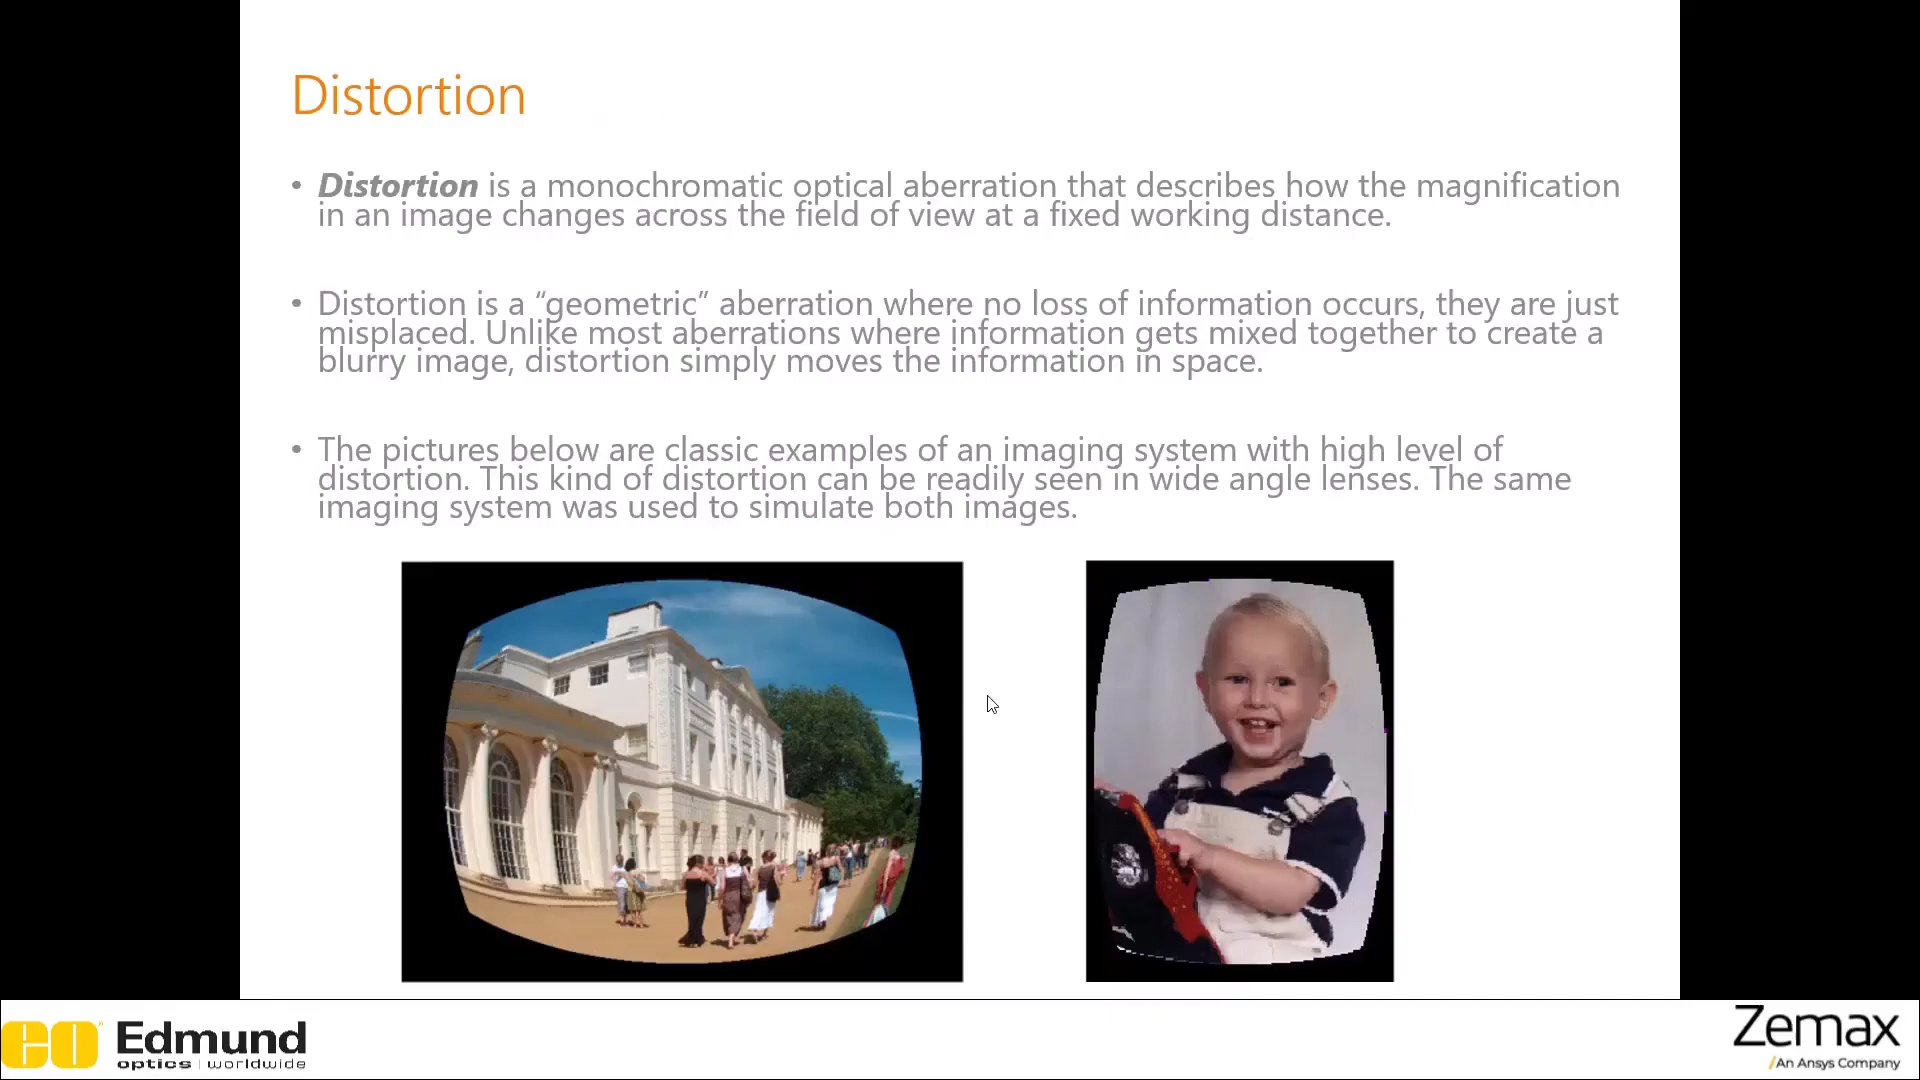 Distortion
• Distortion is a monochromatic optical aberration that describes how the magnification
in an image changes across the field of view at a fixed working distance.
• Distortion is a “geometric” aberration where no loss of information occurs, they are just
misplaced. Unlike most aberrations where information gets mixed together to create a
blurry image, distortion simply moves the information in space.
• The pictures below are classic examples of an imaging system with high level of
distortion. This kind of distortion can be readily seen in wide angle lenses. The same
imaging system was used to simulate both images.
EO Edmund
optics | worldwide
Zemax
An Ansys Company